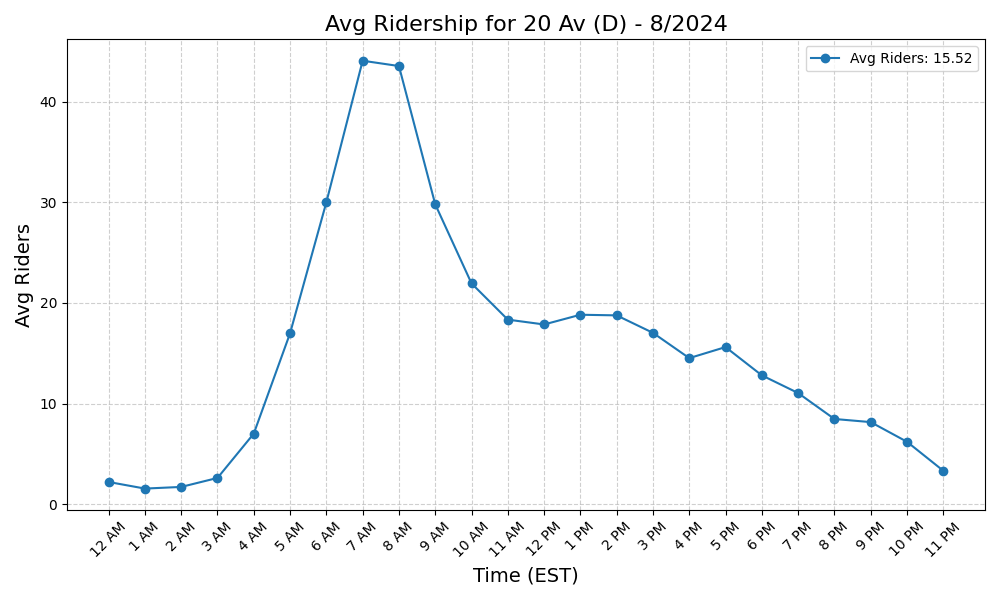 Avg Ridership for 20 Av (D) - 8/2024
Avg Riders: 15.52
Avg Riders
40
30
20
10
0
12 AM
1 AM
2 AM
3 AM
4 AM
5 AM
6 AM
7 AM
8 AM
9 AM
10 AM
11 AM
12 PM
1 PM
2 PM
3 PM
4 PM
5 PM
6 PM
7 PM
8 PM
9 PM
10 PM
11 PM
Time (EST)